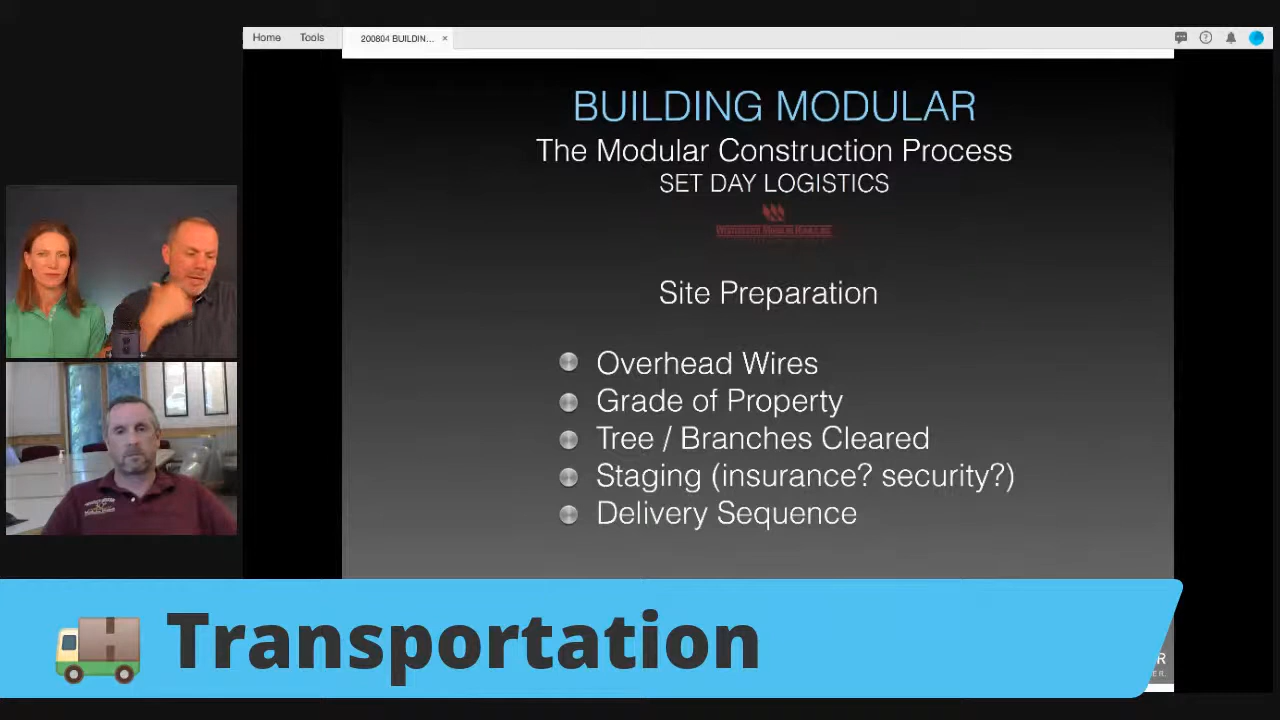 Home Tools 200804 BUILDIN... ×
BUILDING MODULAR
The Modular Construction Process
SET DAY LOGISTICS
Site Preparation
Overhead Wires
Grade of Property
Tree / Branches Cleared
Staging (insurance? security?)
Delivery Sequence
Transportation